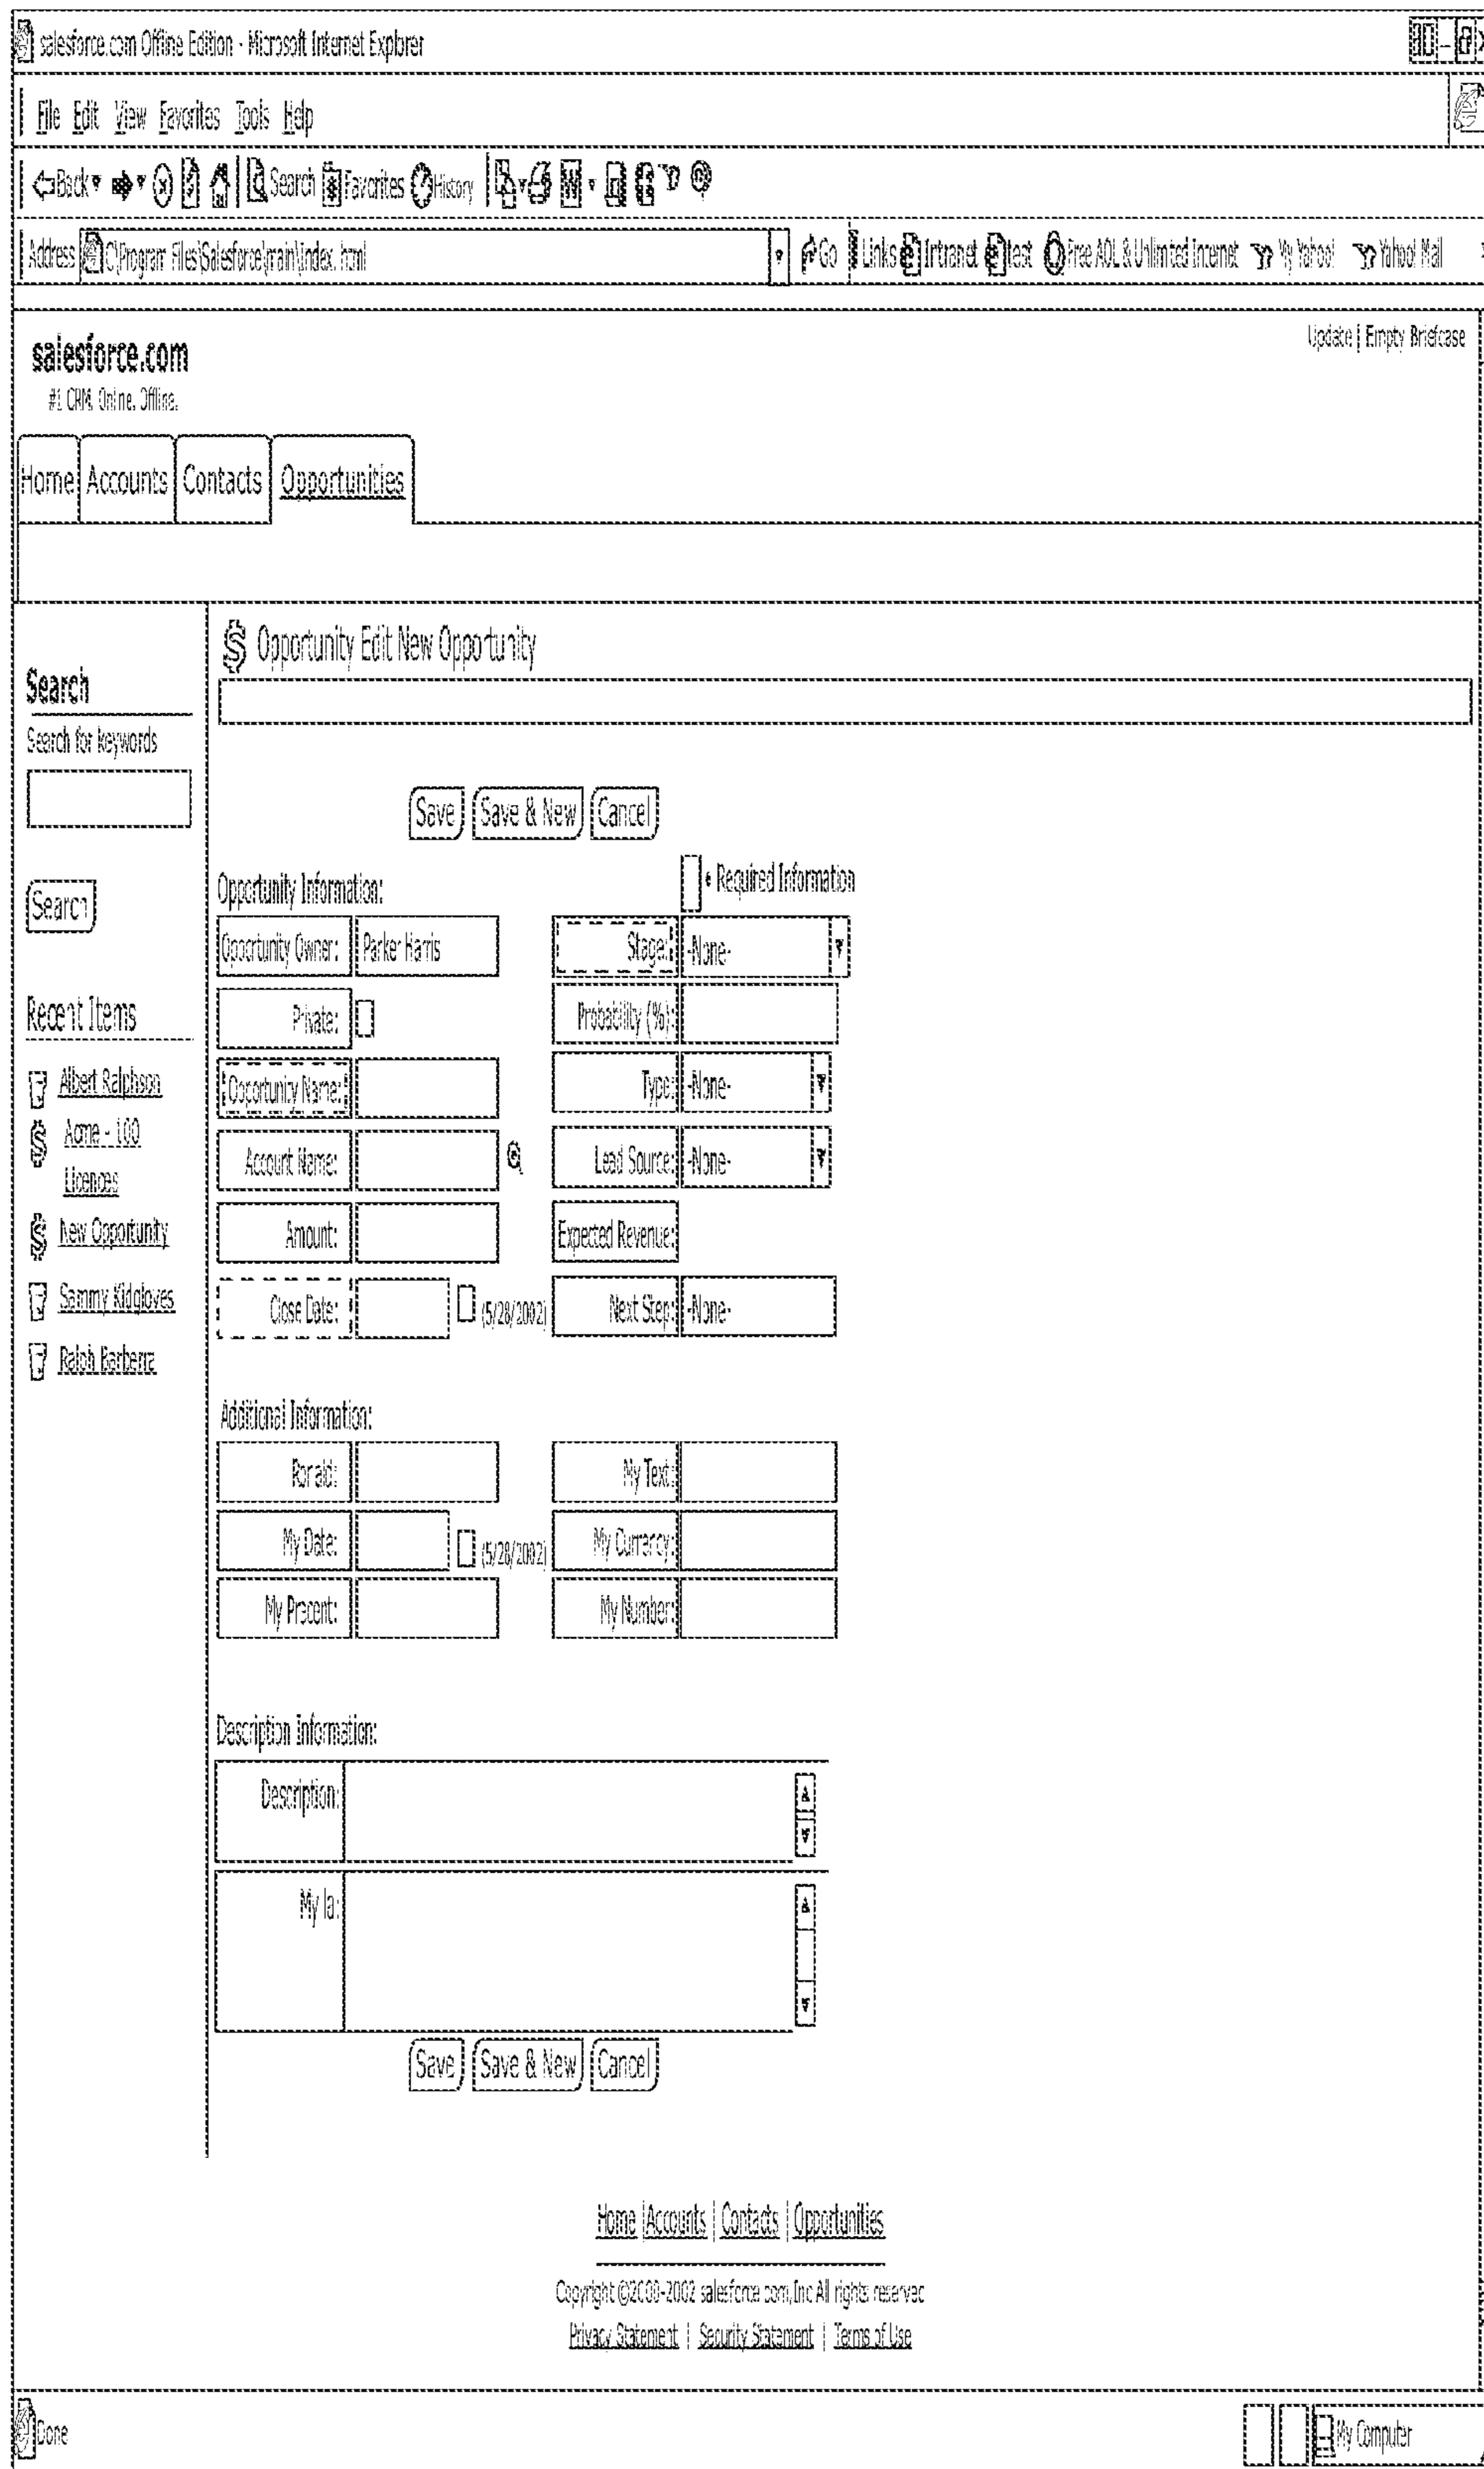 salesforce.com Offline Edition - Microsoft Internet Explorer
File Edit View Favorites Tools Help
Back Search Favorites History
Address C:\Program Files\Salesforce\main\index. html Go Links Intranet test Free AOL & Unlimited Internet My Yahoo! Yahoo! Mail
Update | Empty Briefcase
salesforce.com
#1 CRM. Online. Offline.
Home Accounts Contacts Opportunities
$ Opportunity Edit New Opportunity
Search
Search for keywords
Save Save & New Cancel
Search
Opportunity Information: * Required Information
Opportunity Owner: Parker Harris Stage: -None-
Private: Probability (%):
Recent Items
Opportunity Name: Type: -None-
Albert Ralphson
$ Acme - 100
Licences
Account Name: Lead Source: -None-
$ New Opportunity
Amount: Expected Revenue:
Sammy Kidgloves
Close Date: (5/28/2002) Next Step: -None-
Ralph Barberra
Additional Information:
Ronald: My Text:
My Date: (5/28/2002) My Currency:
My Precent: My Number:
Description Information:
Description:
My la:
Save Save & New Cancel
Home | Accounts | Contacts | Opportunities
Copyright ©2000-2002 salesforce com,Inc All rights reservec
Privacy Statement | Security Statement | Terms of Use
Done My Computer